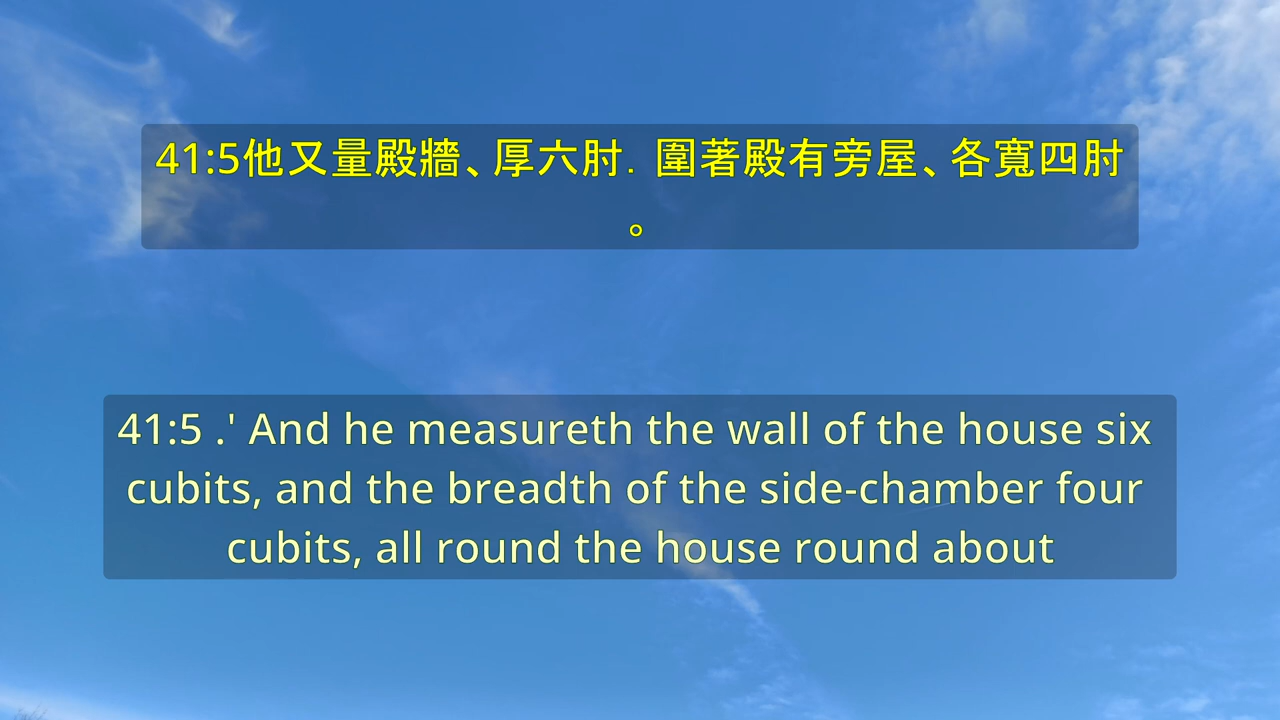 41:5他又量殿牆、厚六肘．圍著殿有旁屋、各寬四肘
。
41:5 .' And he measureth the wall of the house six
cubits, and the breadth of the side-chamber four
cubits, all round the house round about